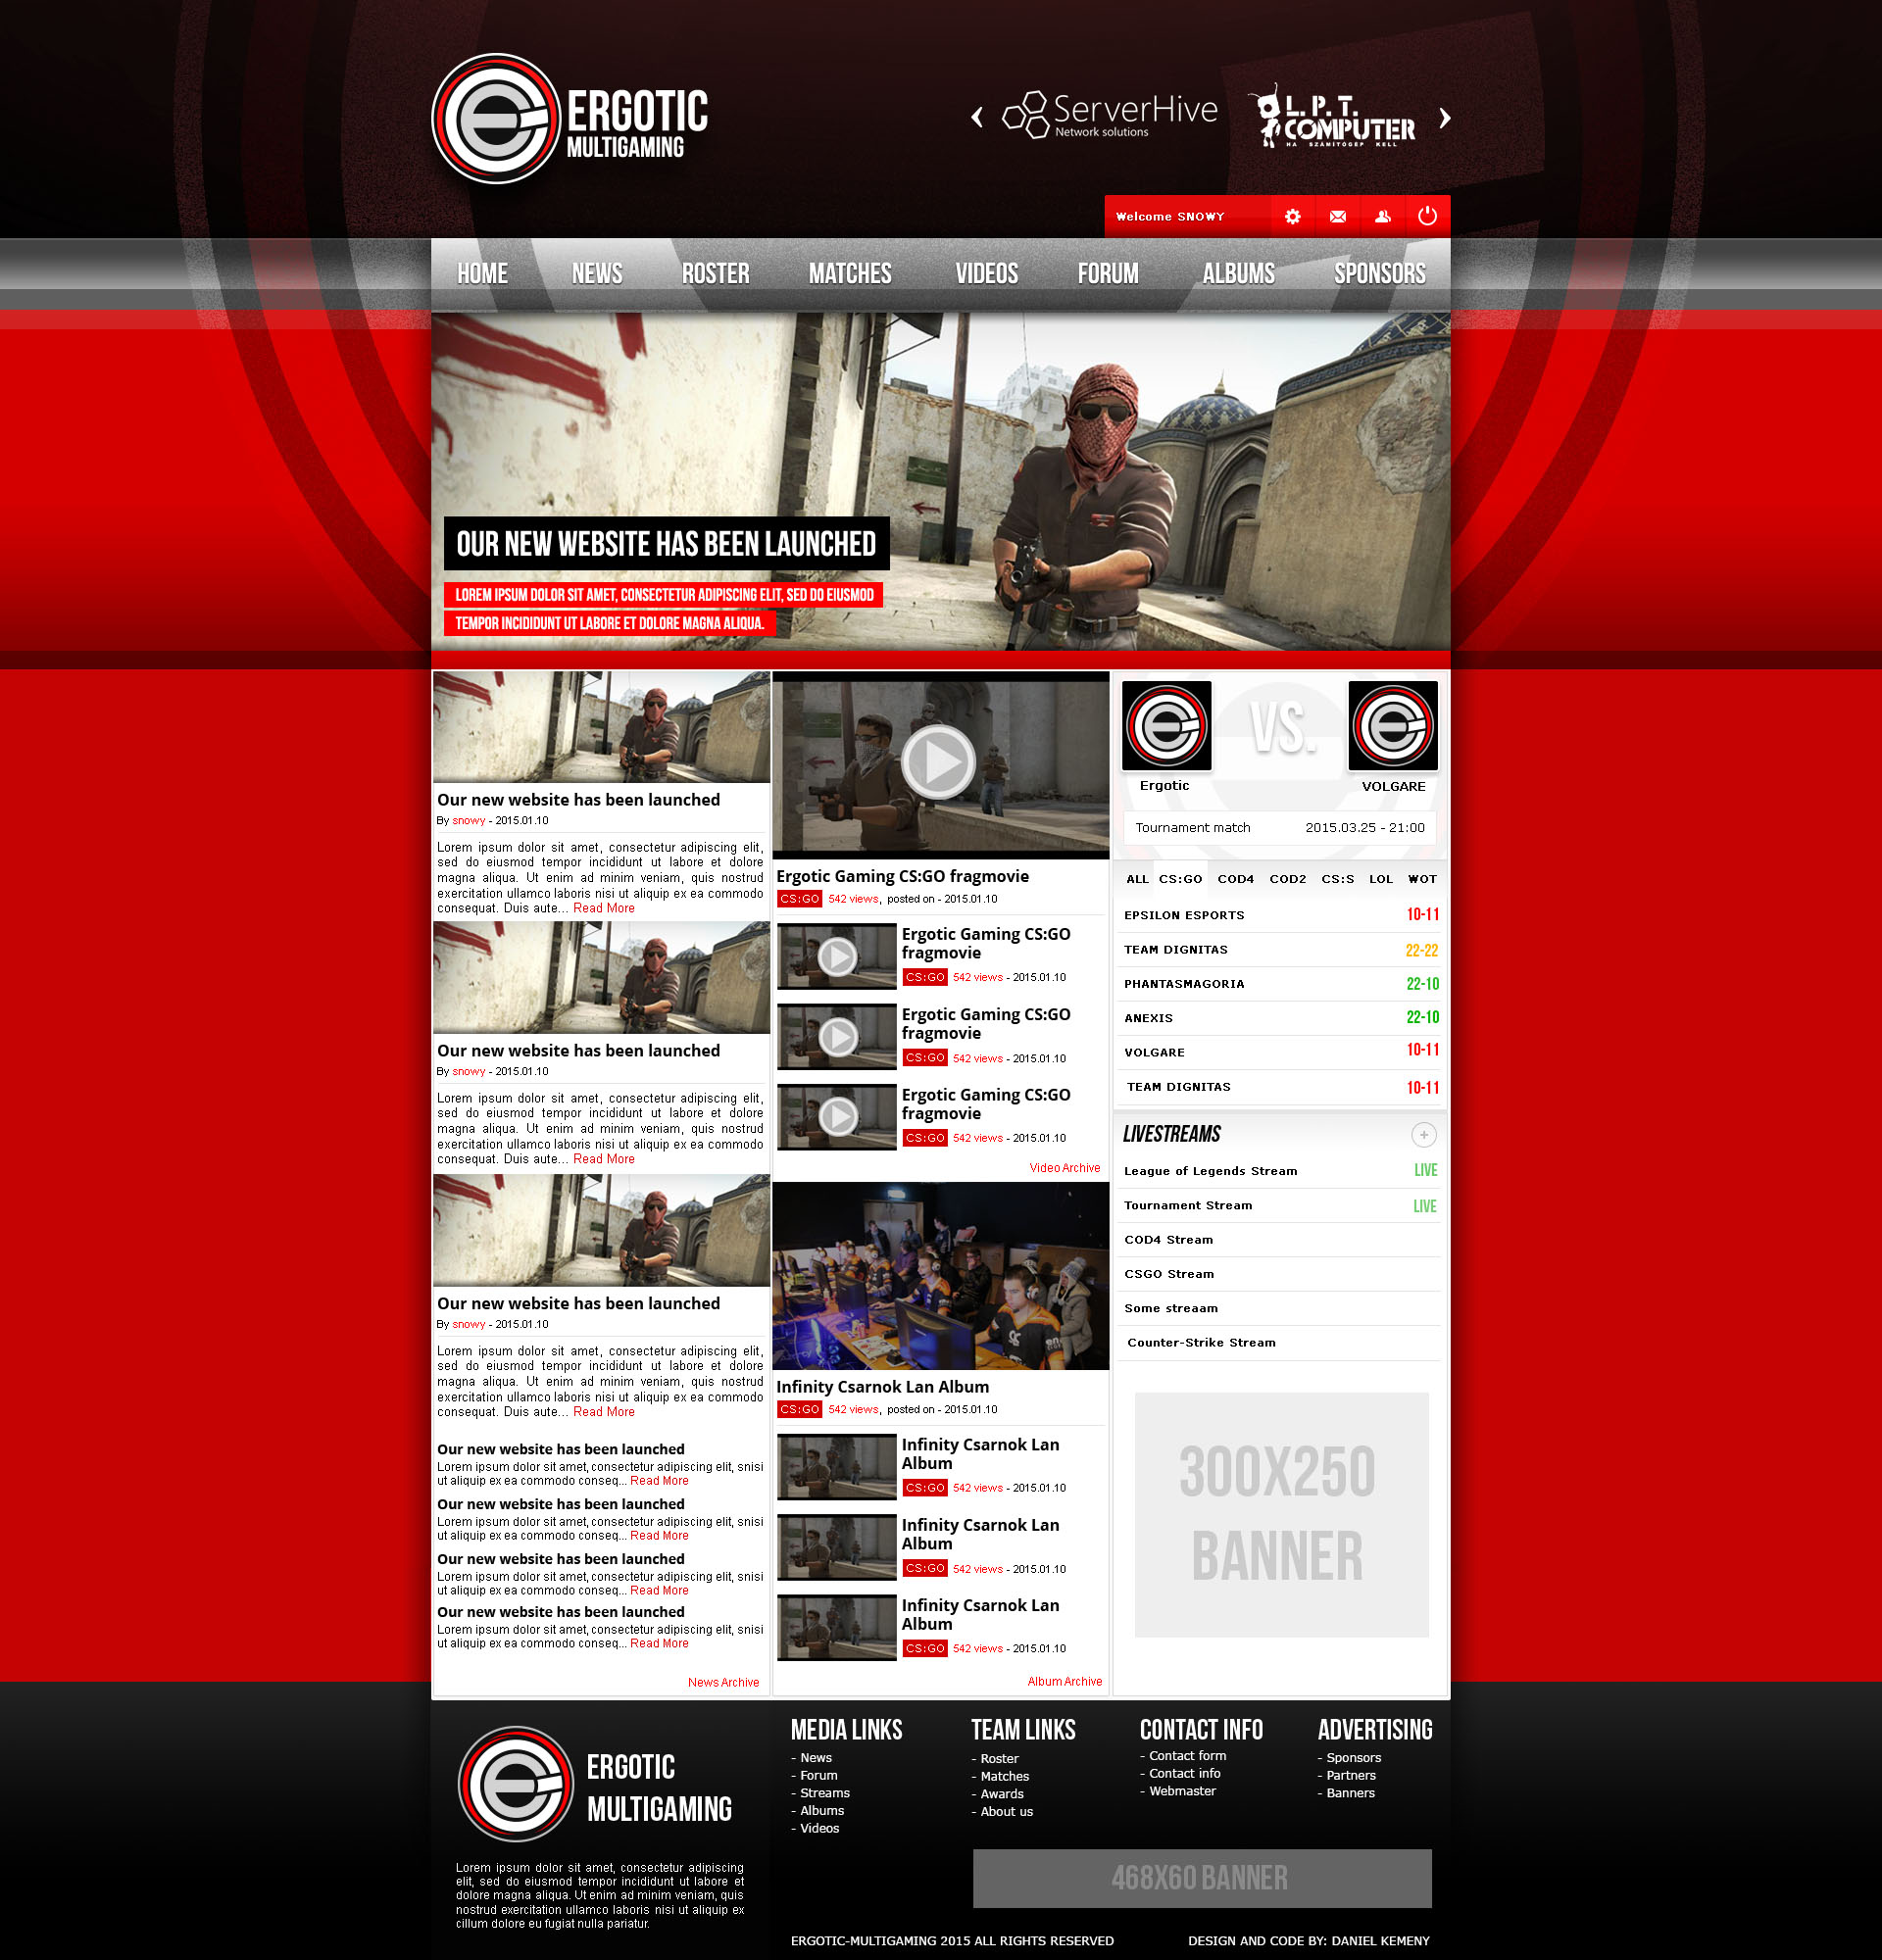 ERGOTIC
MULTIGAMING
ServerHive
Network solutions
L.P.T.
COMPUTER
HA SZÁMÍTÓGÉP KELL
Welcome SNOWY
HOME NEWS ROSTER MATCHES VIDEOS FORUM ALBUMS SPONSORS
OUR NEW WEBSITE HAS BEEN LAUNCHED
LOREM IPSUM DOLOR SIT AMET, CONSECTETUR ADIPISCING ELIT, SED DO EIUSMOD
TEMPOR INCIDIDUNT UT LABORE ET DOLORE MAGNA ALIQUA.
Our new website has been launched
By snowy - 2015.01.10
Lorem ipsum dolor sit amet, consectetur adipiscing elit,
sed do eiusmod tempor incididunt ut labore et dolore
magna aliqua. Ut enim ad minim veniam, quis nostrud
exercitation ullamco laboris nisi ut aliquip ex ea commodo
consequat. Duis aute... Read More
Our new website has been launched
By snowy - 2015.01.10
Lorem ipsum dolor sit amet, consectetur adipiscing elit,
sed do eiusmod tempor incididunt ut labore et dolore
magna aliqua. Ut enim ad minim veniam, quis nostrud
exercitation ullamco laboris nisi ut aliquip ex ea commodo
consequat. Duis aute... Read More
Our new website has been launched
By snowy - 2015.01.10
Lorem ipsum dolor sit amet, consectetur adipiscing elit,
sed do eiusmod tempor incididunt ut labore et dolore
magna aliqua. Ut enim ad minim veniam, quis nostrud
exercitation ullamco laboris nisi ut aliquip ex ea commodo
consequat. Duis aute... Read More
Our new website has been launched
Lorem ipsum dolor sit amet, consectetur adipiscing elit, snisi
ut aliquip ex ea commodo conseq... Read More
Our new website has been launched
Lorem ipsum dolor sit amet, consectetur adipiscing elit, snisi
ut aliquip ex ea commodo conseq... Read More
Our new website has been launched
Lorem ipsum dolor sit amet, consectetur adipiscing elit, snisi
ut aliquip ex ea commodo conseq... Read More
Our new website has been launched
Lorem ipsum dolor sit amet, consectetur adipiscing elit, snisi
ut aliquip ex ea commodo conseq... Read More
News Archive
Ergotic Gaming CS:GO fragmovie
CS:GO 542 views, posted on - 2015.01.10
Ergotic Gaming CS:GO
fragmovie
CS:GO 542 views - 2015.01.10
Ergotic Gaming CS:GO
fragmovie
CS:GO 542 views - 2015.01.10
Ergotic Gaming CS:GO
fragmovie
CS:GO 542 views - 2015.01.10
Video Archive
Infinity Csarnok Lan Album
CS:GO 542 views, posted on - 2015.01.10
Infinity Csarnok Lan
Album
CS:GO 542 views - 2015.01.10
Infinity Csarnok Lan
Album
CS:GO 542 views - 2015.01.10
Infinity Csarnok Lan
Album
CS:GO 542 views - 2015.01.10
Album Archive
VS.
Ergotic VOLGARE
Tournament match 2015.03.25 - 21:00
ALL CS:GO COD4 COD2 CS:S LOL WOT
EPSILON ESPORTS 10-11
TEAM DIGNITAS 22-22
PHANTASMAGORIA 22-10
ANEXIS 22-10
VOLGARE 10-11
TEAM DIGNITAS 10-11
LIVESTREAMS
League of Legends Stream LIVE
Tournament Stream LIVE
COD4 Stream
CSGO Stream
Some streaam
Counter-Strike Stream
300X250
BANNER
ERGOTIC
MULTIGAMING
Lorem ipsum dolor sit amet, consectetur adipiscing
elit, sed do eiusmod tempor incididunt ut labore et
dolore magna aliqua. Ut enim ad minim veniam, quis
nostrud exercitation ullamco laboris nisi ut aliquip ex
cillum dolore eu fugiat nulla pariatur.
MEDIA LINKS
- News
- Forum
- Streams
- Albums
- Videos
TEAM LINKS
- Roster
- Matches
- Awards
- About us
CONTACT INFO
- Contact form
- Contact info
- Webmaster
ADVERTISING
- Sponsors
- Partners
- Banners
468X60 BANNER
ERGOTIC-MULTIGAMING 2015 ALL RIGHTS RESERVED
DESIGN AND CODE BY: DANIEL KEMENY